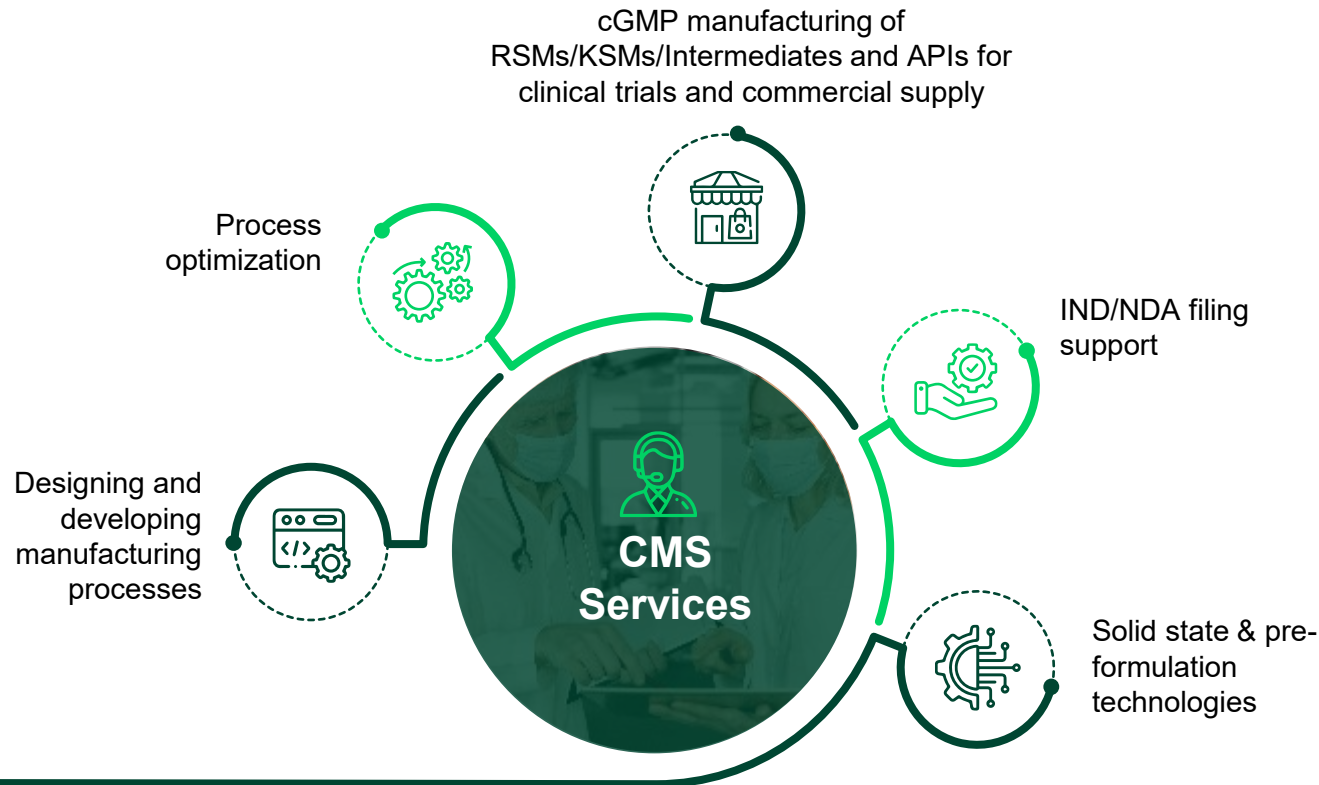 cGMP manufacturing of
RSMs/KSMs/Intermediates and APIs for
clinical trials and commercial supply
Process
optimization
IND/NDA filing
support
Designing and
developing
manufacturing
processes
CMS
Services
Solid state & pre-
formulation
technologies